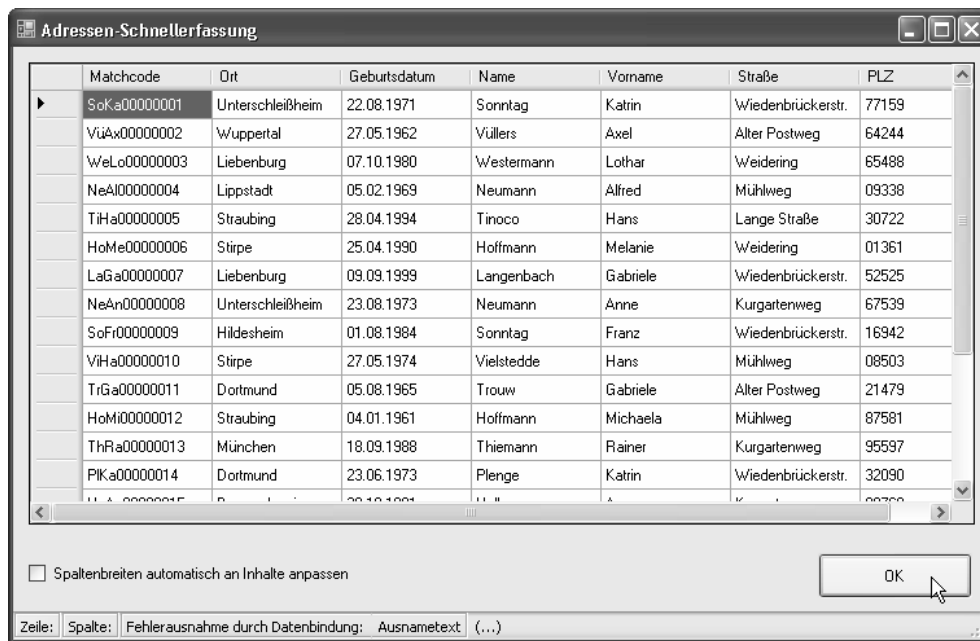 Adressen-Schnellerfassung
Matchcode Ort Geburtsdatum Name Vorname Straße PLZ
SoKa00000001 Unterschleißheim 22.08.1971 Sonntag Katrin Wiedenbrückerstr. 77159
VüAx00000002 Wuppertal 27.05.1962 Vüllers Axel Alter Postweg 64244
WeLo00000003 Liebenburg 07.10.1980 Westermann Lothar Weidering 65488
NeAl00000004 Lippstadt 05.02.1969 Neumann Alfred Mühlweg 09338
TiHa00000005 Straubing 28.04.1994 Tinoco Hans Lange Straße 30722
HoMe00000006 Stirpe 25.04.1990 Hoffmann Melanie Weidering 01361
LaGa00000007 Liebenburg 09.09.1999 Langenbach Gabriele Wiedenbrückerstr. 52525
NeAn00000008 Unterschleißheim 23.08.1973 Neumann Anne Kurgartenweg 67539
SoFr00000009 Hildesheim 01.08.1984 Sonntag Franz Wiedenbrückerstr. 16942
ViHa00000010 Stirpe 27.05.1974 Vielstedde Hans Mühlweg 08503
TrGa00000011 Dortmund 05.08.1965 Trouw Gabriele Alter Postweg 21479
HoMi00000012 Straubing 04.01.1961 Hoffmann Michaela Mühlweg 87581
ThRa00000013 München 18.09.1988 Thiemann Rainer Kurgartenweg 95597
PlKa00000014 Dortmund 23.06.1973 Plenge Katrin Wiedenbrückerstr. 32090
Spaltenbreiten automatisch an Inhalte anpassen
OK
Zeile: Spalte: Fehlerausnahme durch Datenbindung: Ausnametext (...)